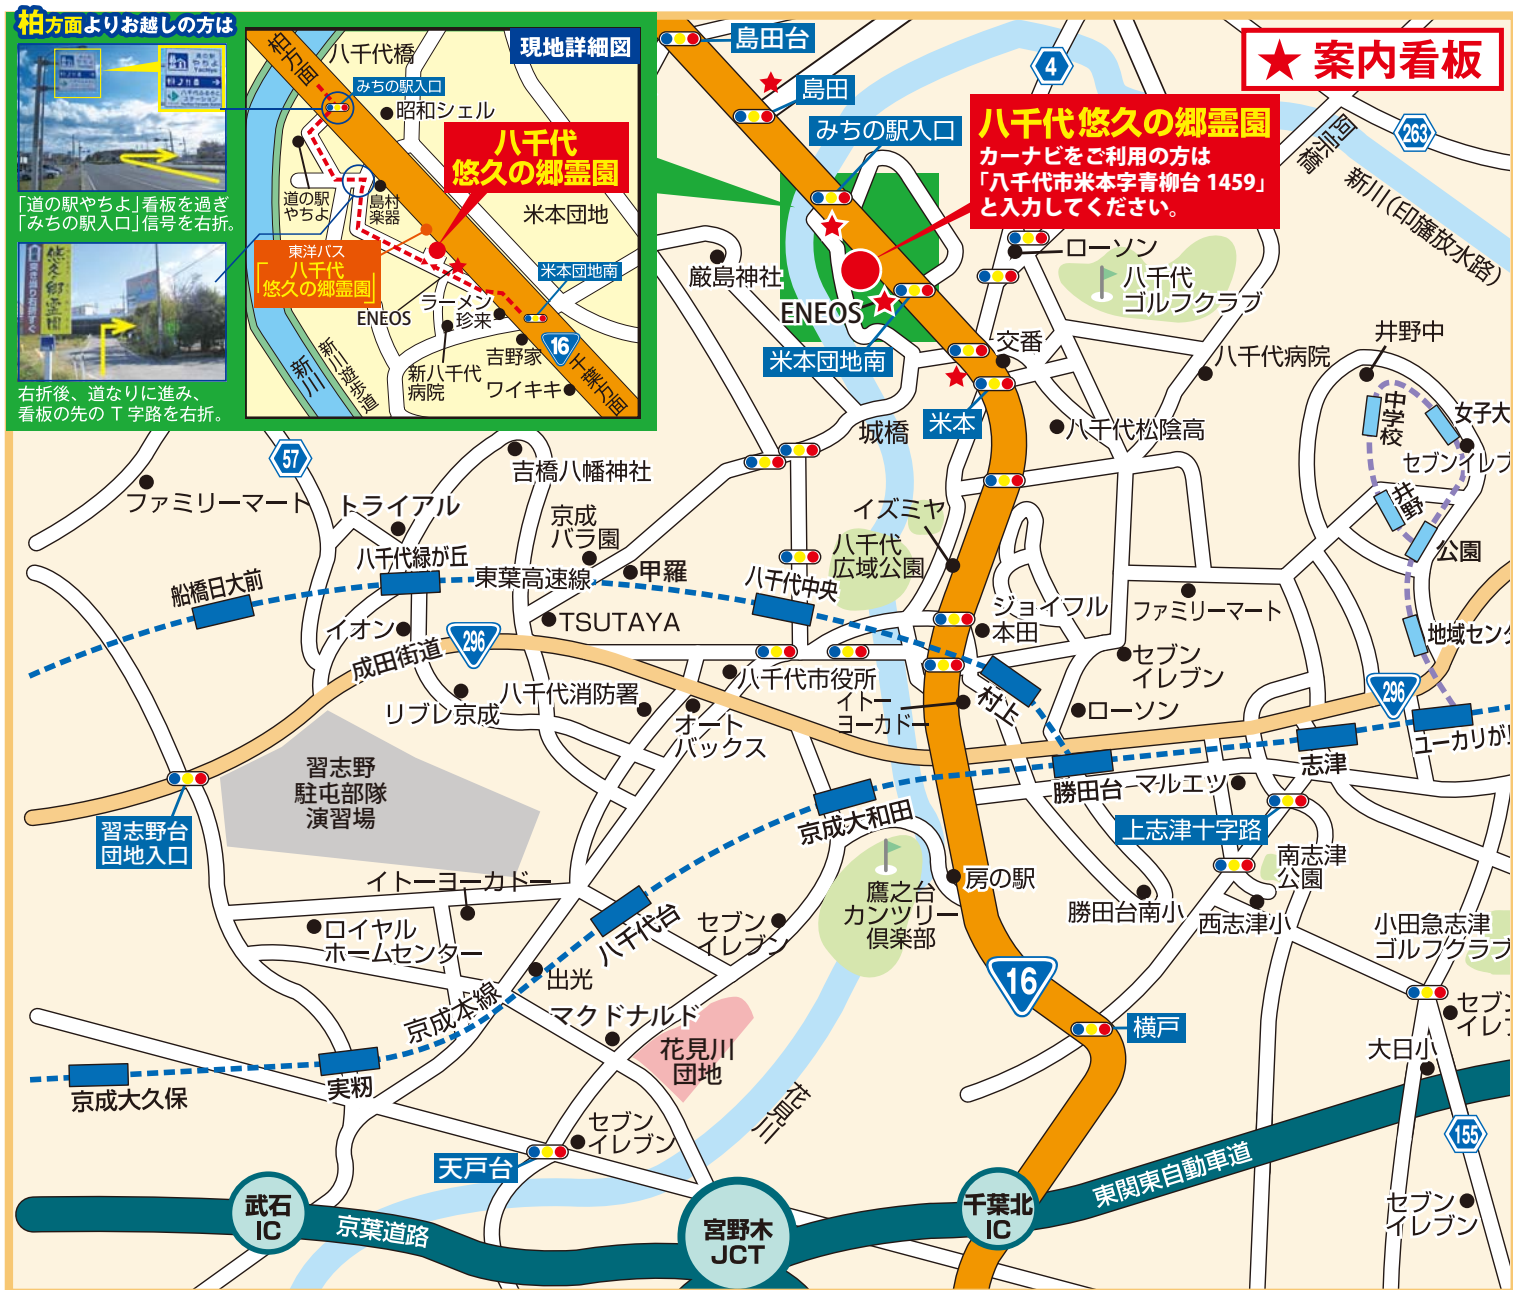 柏方面よりお越しの方は
「道の駅やちよ」看板を過ぎ
「みちの駅入口」信号を右折。
右折後、道なりに進み、
看板の先のT字路を右折。
現地詳細図
柏方面
八千代橋
みちの駅入口
昭和シェル
八千代
悠久の郷霊園
道の駅
やちよ
島村
楽器
米本団地
東洋バス
「八千代
悠久の郷霊園」
米本団地南
ENEOS
ラーメン
珍来
吉野家
16
新川
新川遊歩道
新八千代
病院
ワイキキ
千葉方面
★案内看板
島田台
島田
みちの駅入口
4
263
八千代悠久の郷霊園
カーナビをご利用の方は
「八千代市米本字青柳台1459」
と入力してください。
阿宗橋
新川(印旛放水路)
厳島神社
ENEOS
米本団地南
ローソン
八千代
ゴルフクラブ
交番
八千代病院
井野中
米本
城橋
八千代松陰高
中学校
女子大
セブンイレブ
井野
公園
57
ファミリーマート
トライアル
吉橋八幡神社
京成
バラ園
イズミヤ
八千代
広域公園
船橋日大前
八千代緑が丘
東葉高速線
甲羅
八千代中央
ジョイフル
本田
ファミリーマート
地域センタ
イオン
成田街道
296
TSUTAYA
八千代市役所
セブン
イレブン
リブレ京成
八千代消防署
オート
バックス
イトー
ヨーカドー
村上
ローソン
296
ユーカリが丘
習志野
駐屯部隊
演習場
習志野台
団地入口
京成大和田
勝田台
マルエツ
志津
上志津十字路
南志津
公園
イトーヨーカドー
ロイヤル
ホームセンター
八千代台
セブン
イレブン
鷹之台
カンツリー
倶楽部
房の駅
勝田台南小
西志津小
小田急志津
ゴルフクラブ
出光
京成本線
マクドナルド
16
横戸
セブン
イレブ
花見川
団地
大日小
京成大久保
実籾
花見川
セブン
イレブン
天戸台
155
武石
IC
京葉道路
宮野木
JCT
千葉北
IC
東関東自動車道
セブン
イレブン